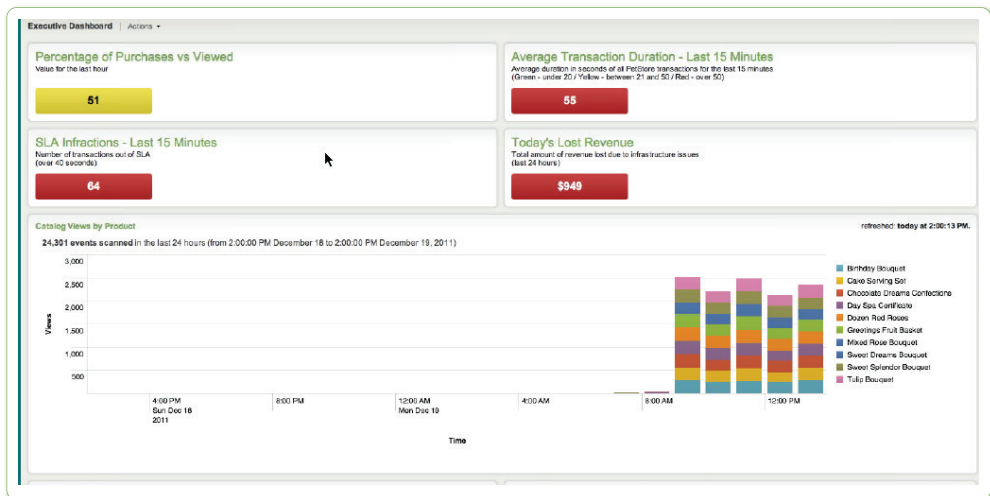 Executive Dashboard | Actions
Percentage of Purchases vs Viewed
Value for the last hour
51
Average Transaction Duration - Last 15 Minutes
Average duration in seconds of all PetStore transactions for the last 15 minutes
(Green - under 20 / Yellow - between 21 and 50 / Red - over 50)
55
SLA Infractions - Last 15 Minutes
Number of transactions out of SLA
(over 40 seconds)
64
Today's Lost Revenue
Total amount of revenue lost due to infrastructure issues
(last 24 hours)
$949
Catalog Views by Product
refreshed: today at 2:00:13 PM.
24,301 events scanned in the last 24 hours (from 2:00:00 PM December 18 to 2:00:00 PM December 19, 2011)
3,000
2,500
2,000
1,500
1,000
500
Views
4:00 PM
Sun Dec 18
2011
8:00 PM
12:00 AM
Mon Dec 19
4:00 AM
8:00 AM
12:00 PM
Time
Birthday Bouquet
Cake Serving Set
Chocolate Dreams Confections
Day Spa Certificate
Dozen Red Roses
Greetings Fruit Basket
Mixed Rose Bouquet
Sweet Dreams Bouquet
Sweet Splendor Bouquet
Tulip Bouquet